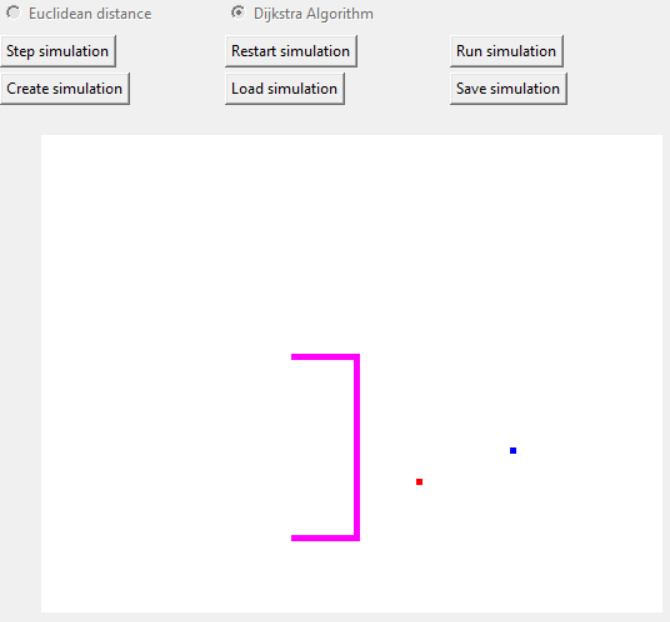 Euclidean distance Dijkstra Algorithm
Step simulation Restart simulation Run simulation
Create simulation Load simulation Save simulation